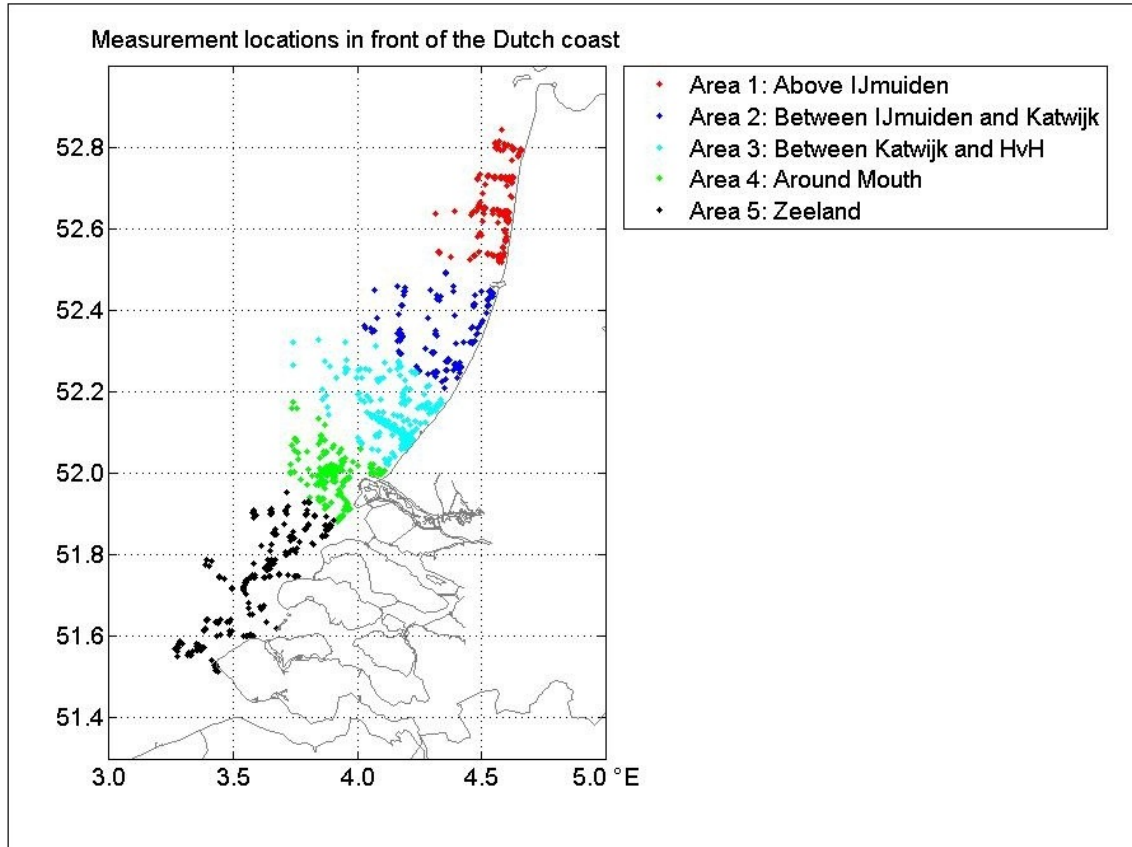 Measurement locations in front of the Dutch coast
Area 1: Above IJmuiden
Area 2: Between IJmuiden and Katwijk
Area 3: Between Katwijk and HvH
Area 4: Around Mouth
Area 5: Zeeland
52.8
52.6
52.4
52.2
52.0
51.8
51.6
51.4
3.0 3.5 4.0 4.5 5.0 °E